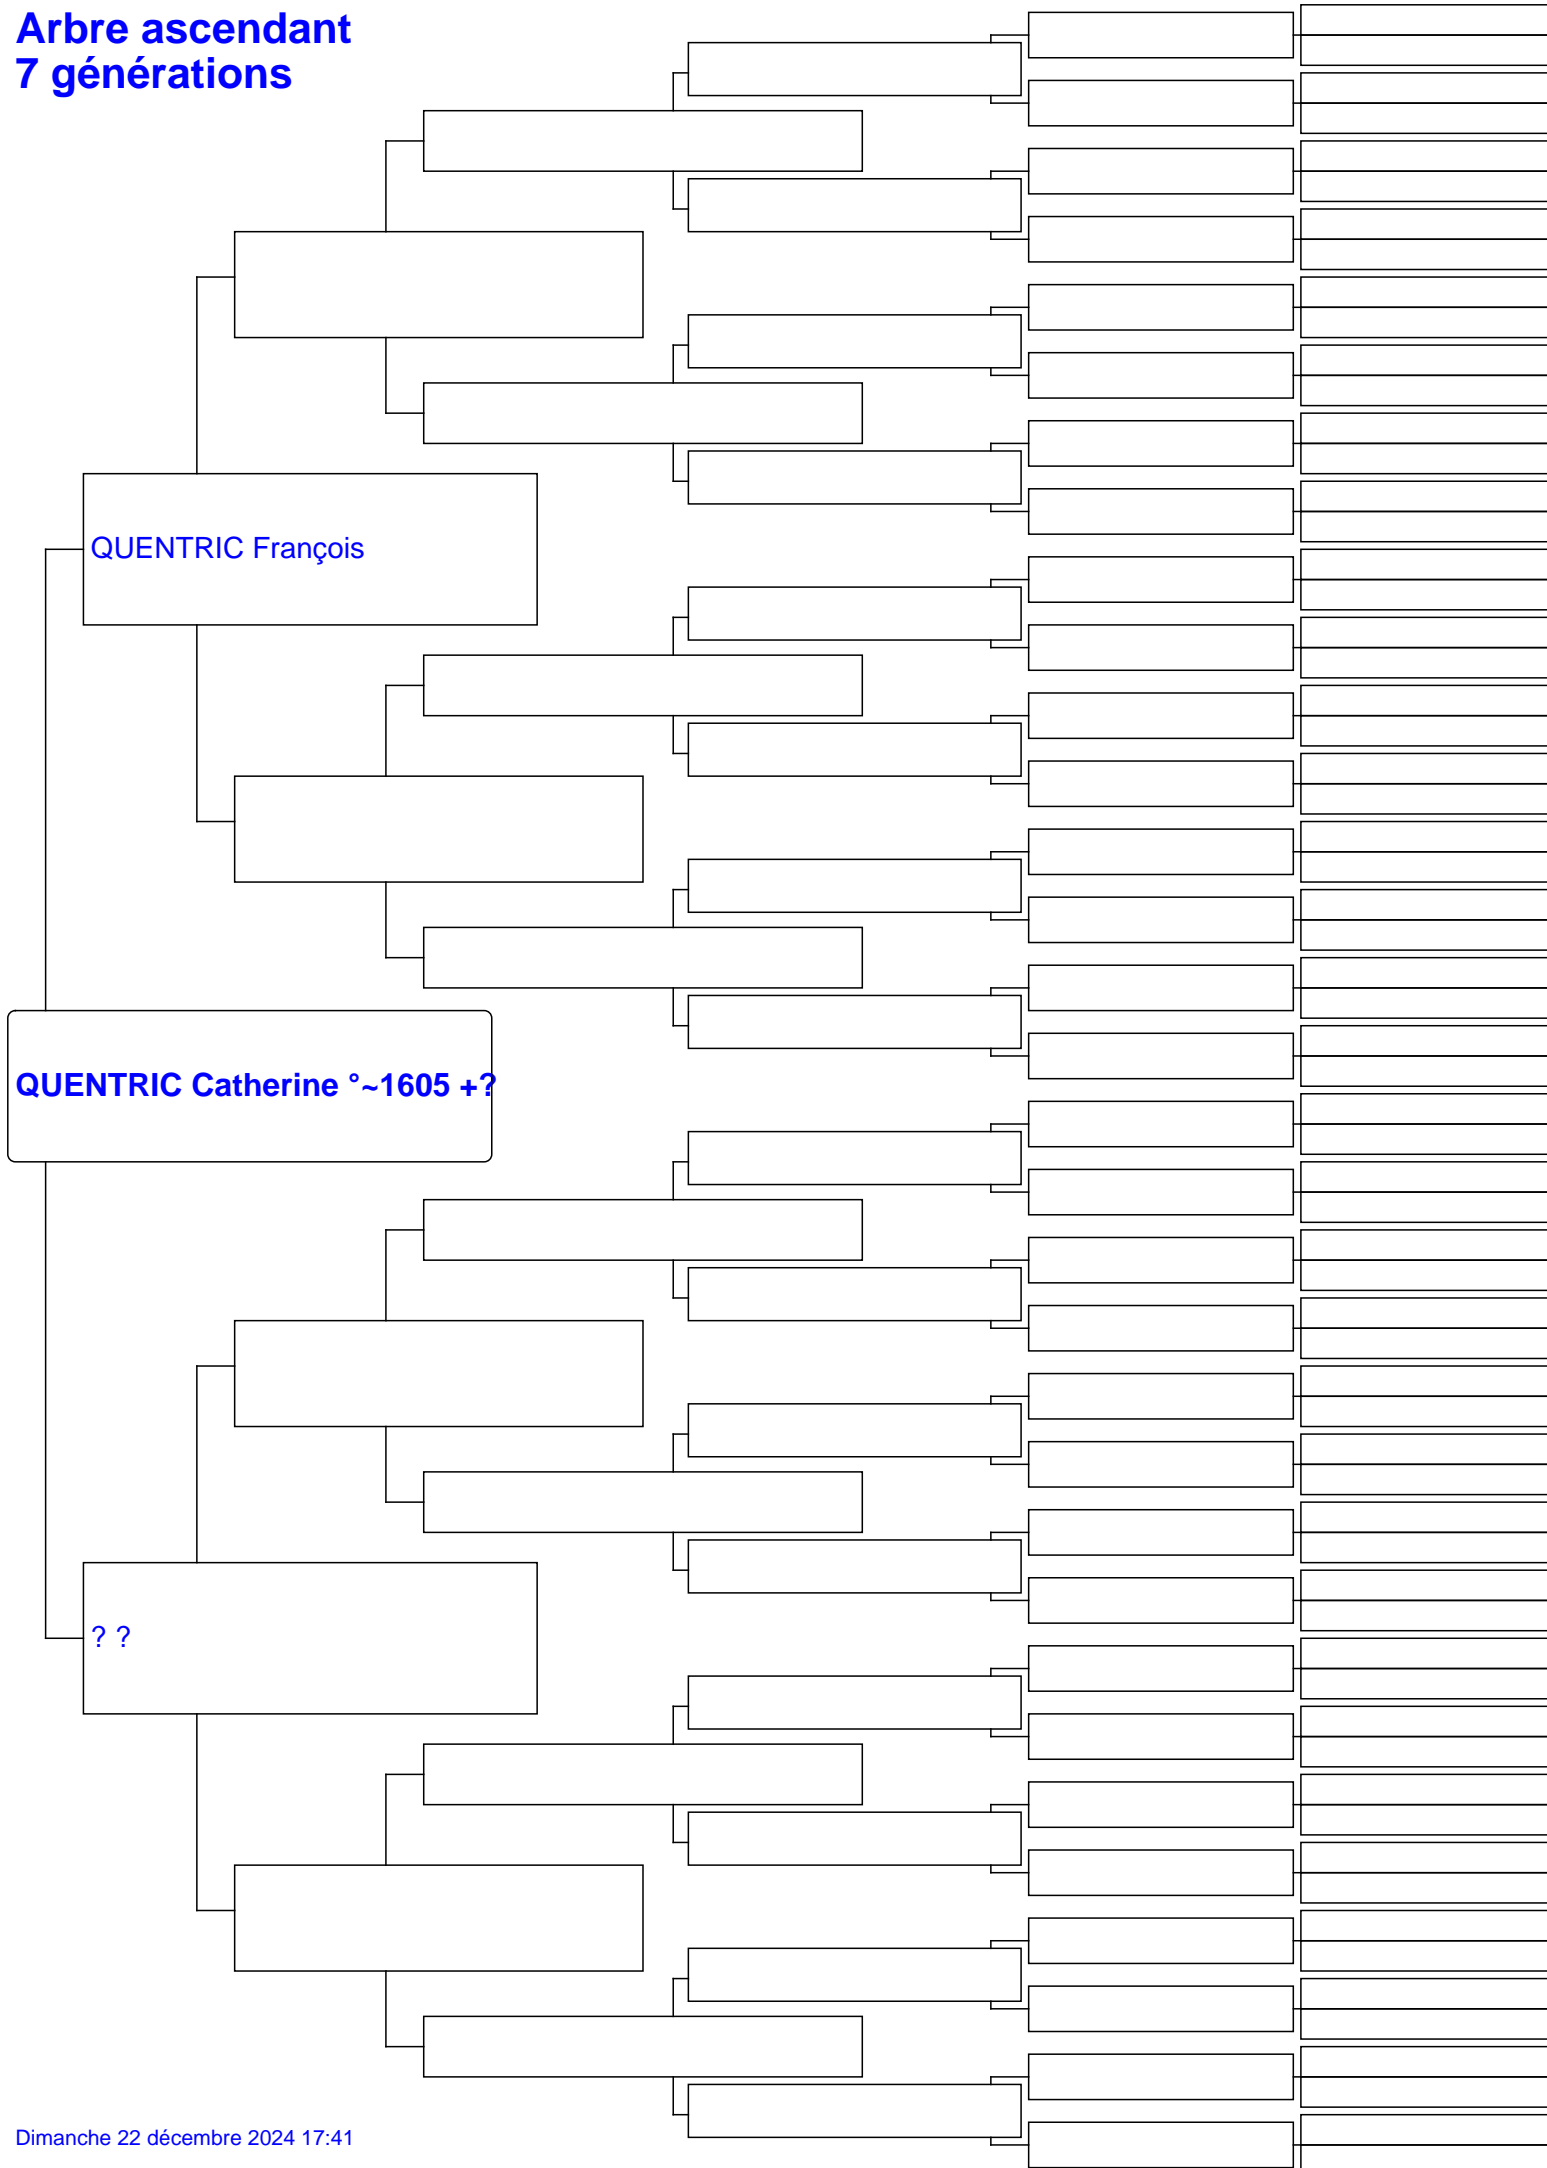 Arbre ascendant
7 générations
QUENTRIC François
QUENTRIC Catherine °~1605 +?
? ?
Dimanche 22 décembre 2024 17:41